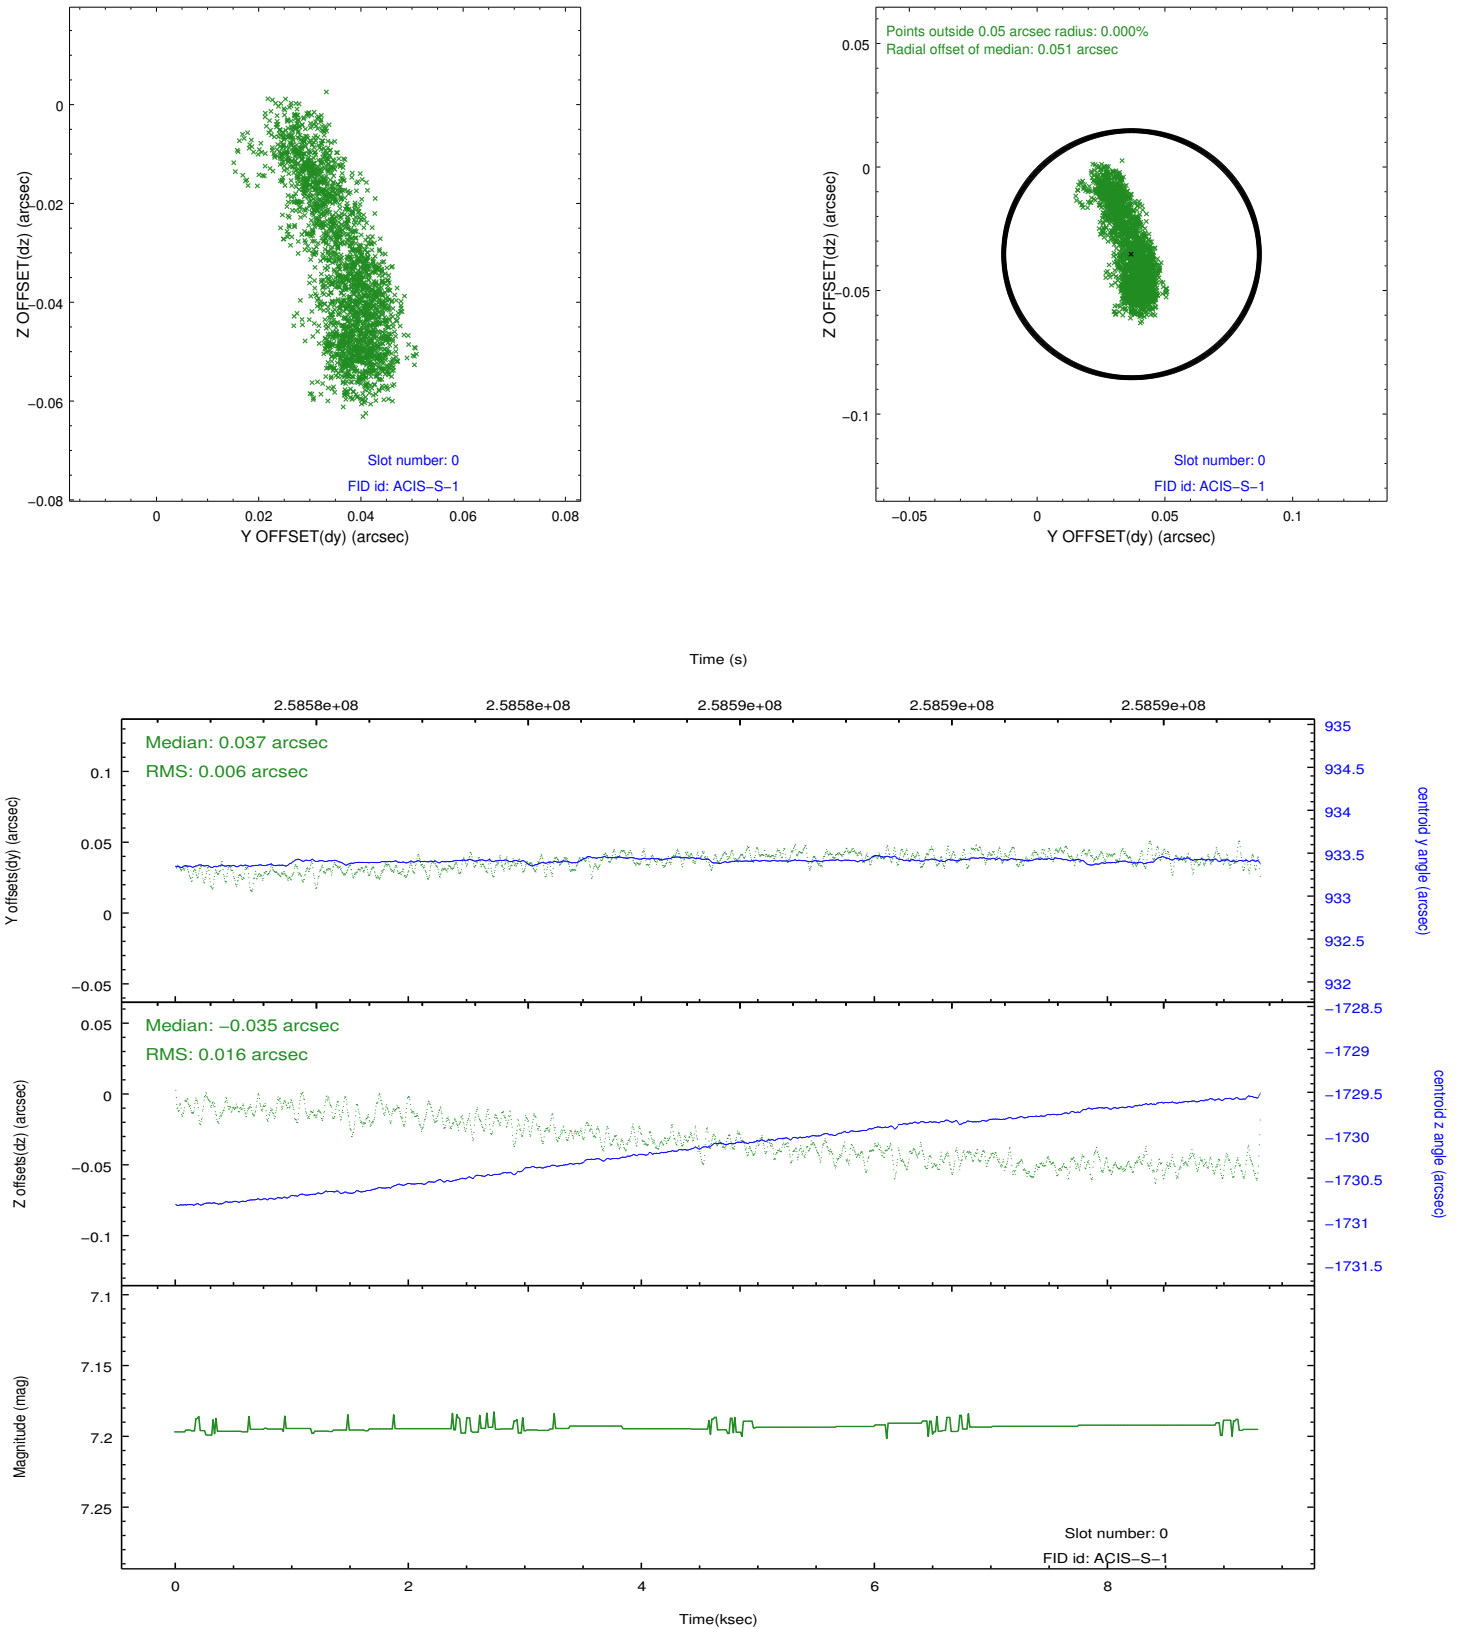 0
−0.02
−0.04
−0.06
−0.08
Z OFFSET(dz) (arcsec)
Slot number: 0
FID id: ACIS−S−1
0
0.02
0.04
0.06
0.08
Y OFFSET(dy) (arcsec)
Points outside 0.05 arcsec radius: 0.000%
Radial offset of median: 0.051 arcsec
0.05
0
−0.05
−0.1
Z OFFSET(dz) (arcsec)
Slot number: 0
FID id: ACIS−S−1
−0.05
0
0.05
0.1
Y OFFSET(dy) (arcsec)
Time (s)
2.5858e+08
2.5858e+08
2.5859e+08
2.5859e+08
2.5859e+08
Median: 0.037 arcsec
RMS: 0.006 arcsec
0.1
0.05
0
−0.05
Y offsets(dy) (arcsec)
935
934.5
934
933.5
933
932.5
932
centroid y angle (arcsec)
Median: −0.035 arcsec
RMS: 0.016 arcsec
0.05
0
−0.05
−0.1
Z offsets(dz) (arcsec)
−1728.5
−1729
−1729.5
−1730
−1730.5
−1731
−1731.5
centroid z angle (arcsec)
7.1
7.15
7.2
7.25
Magnitude (mag)
Slot number: 0
FID id: ACIS−S−1
0
2
4
6
8
Time(ksec)